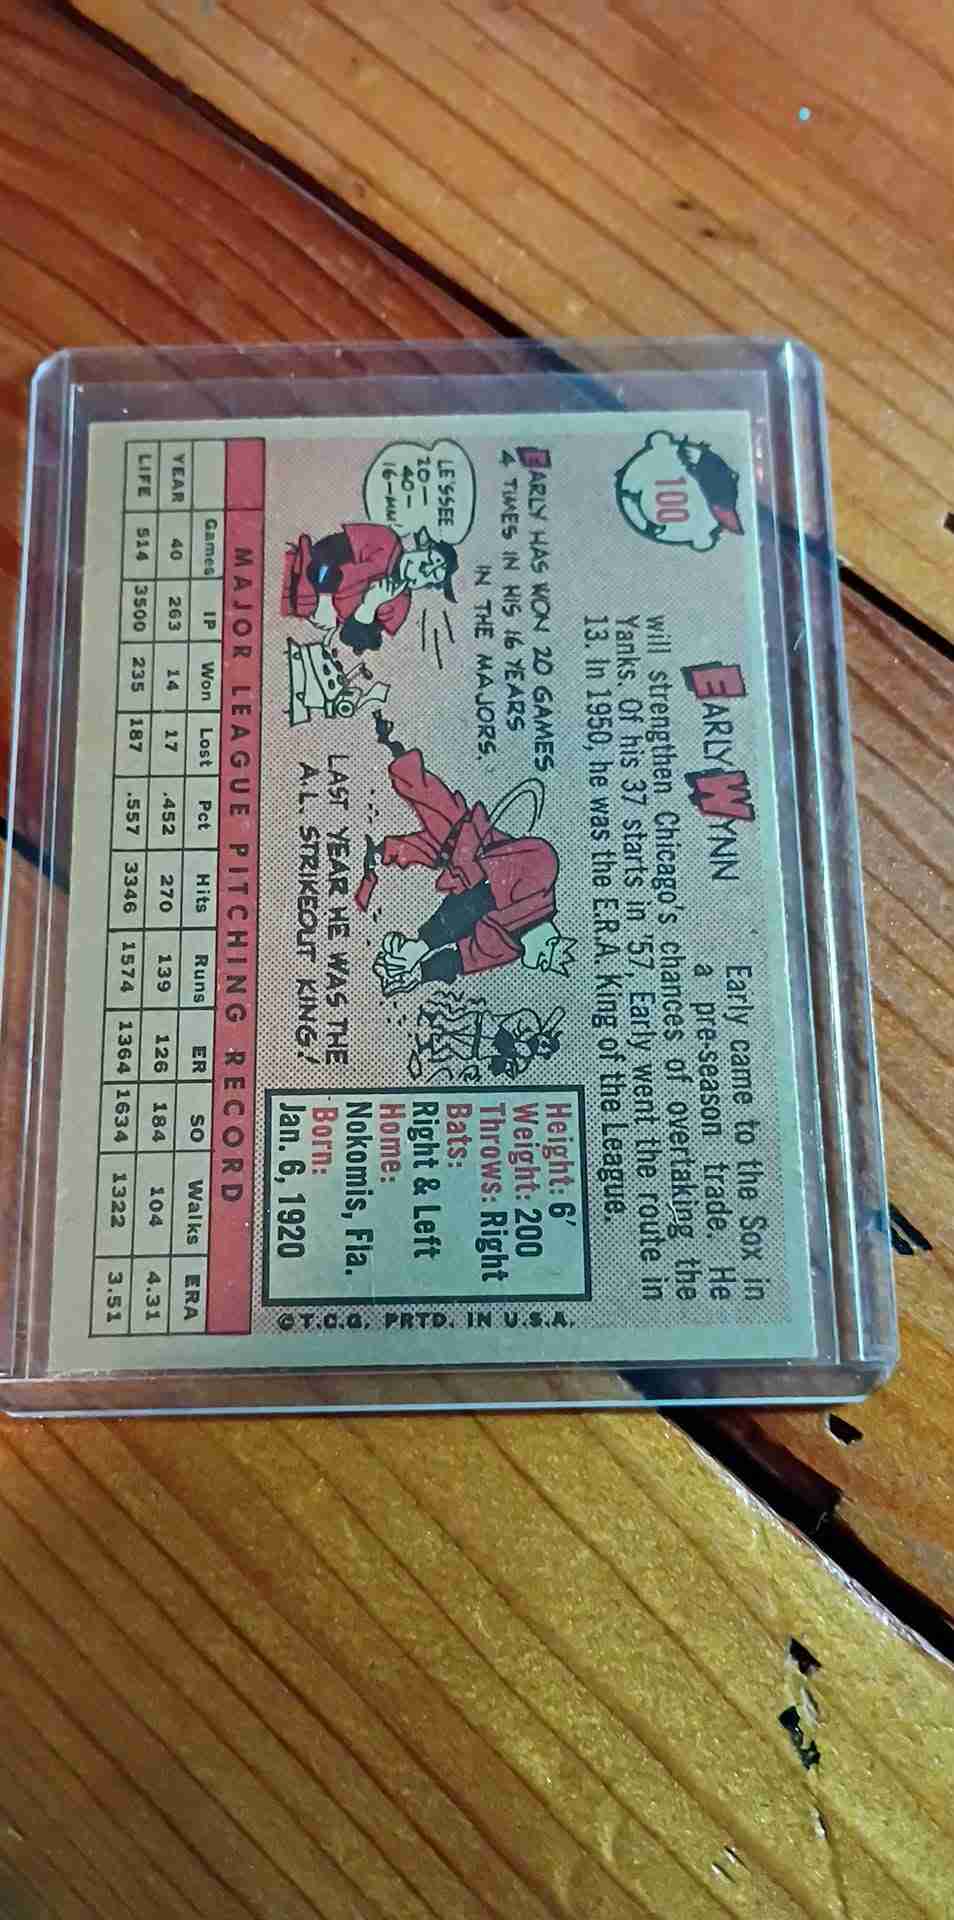 100
EARLY WYNN
Early came to the Sox in
a pre-season trade. He
will strengthen Chicago's chances of overtaking the
Yanks. Of his 37 starts in '57, Early went the route in
13. In 1950, he was the E.R.A. King of the League.
EARLY HAS WON 20 GAMES
4 TIMES IN HIS 16 YEARS
IN THE MAJORS.
LE'SSEE
20-
40-
16-MM!
LAST YEAR HE WAS THE
A.L. STRIKEOUT KING!
Height: 6'
Weight: 200
Throws: Right
Bats:
Right & Left
Home:
Nokomis, Fla.
Born:
Jan. 6, 1920
©T.C.G. PRTD. IN U.S.A.
MAJOR LEAGUE PITCHING RECORD
Games IP Won Lost Pct Hits Runs ER SO Walks ERA
YEAR 40 263 14 17 .452 270 139 126 184 104 4.31
LIFE 514 3500 235 187 .557 3346 1574 1364 1634 1322 3.51